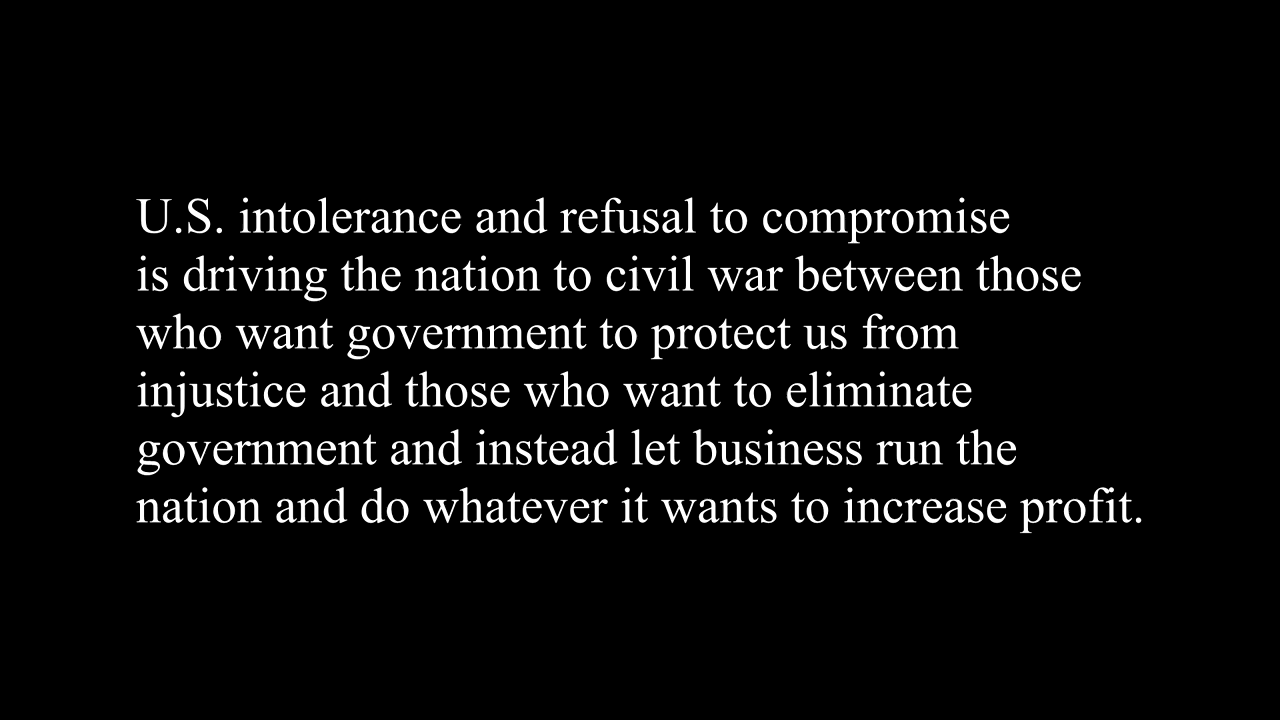 U.S. intolerance and refusal to compromise
is driving the nation to civil war between those
who want government to protect us from
injustice and those who want to eliminate
government and instead let business run the
nation and do whatever it wants to increase profit.